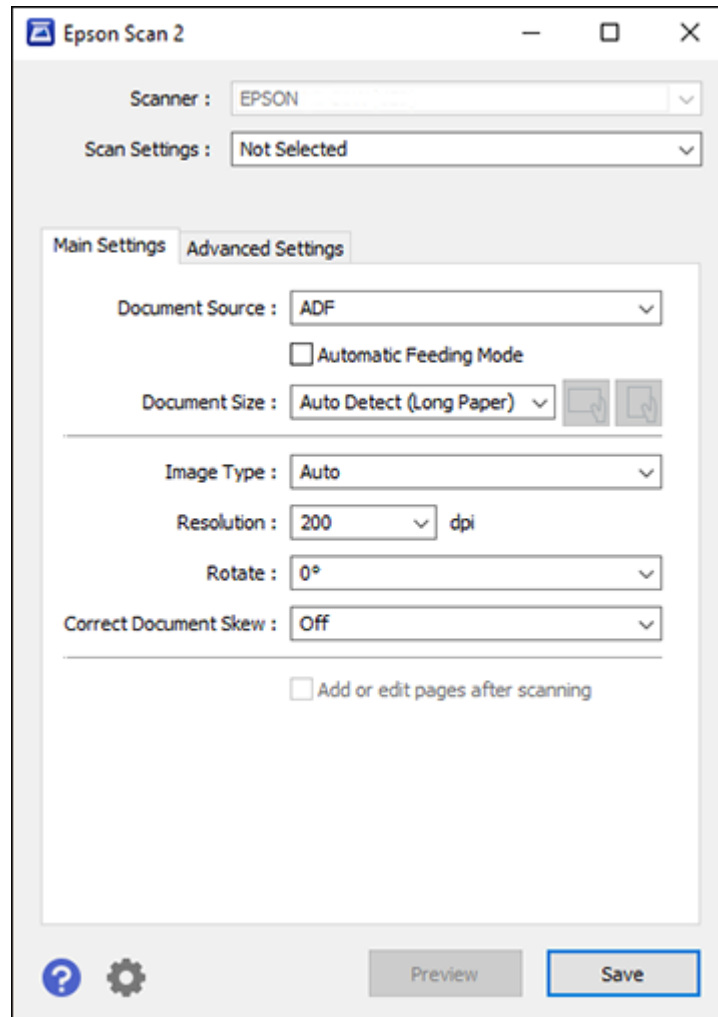 Epson Scan 2
Scanner : EPSON
Scan Settings : Not Selected
Main Settings Advanced Settings
Document Source : ADF
Automatic Feeding Mode
Document Size : Auto Detect (Long Paper)
Image Type : Auto
Resolution : 200 dpi
Rotate : 0°
Correct Document Skew : Off
Add or edit pages after scanning
? Preview Save